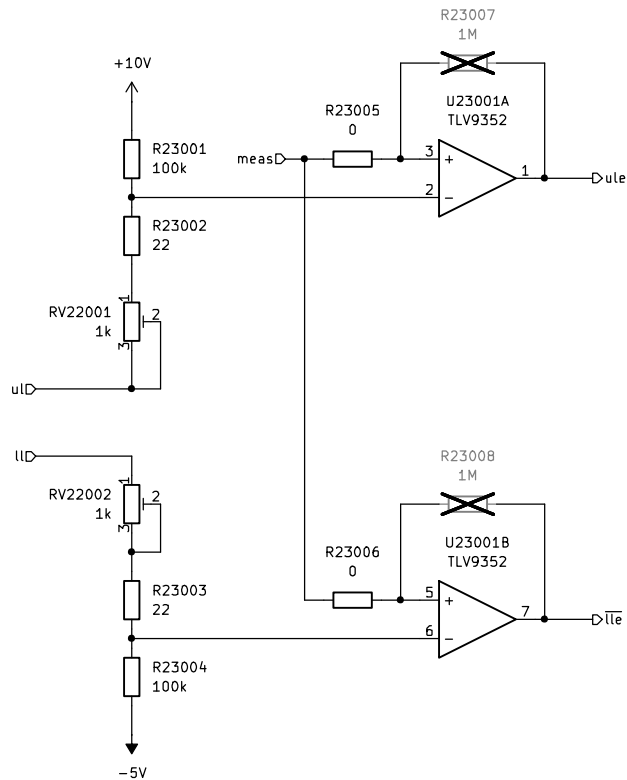 R23007
1M
+10V
U23001A
TLV9352
R23005
0
R23001
100k
meas
3
+
1
ule
2
−
R23002
22
1
RV22001
1k
2
3
ul
ll
R23008
1M
1
RV22002
1k
2
3
U23001B
TLV9352
R23006
0
R23003
22
5
+
7
lle
6
−
R23004
100k
−5V